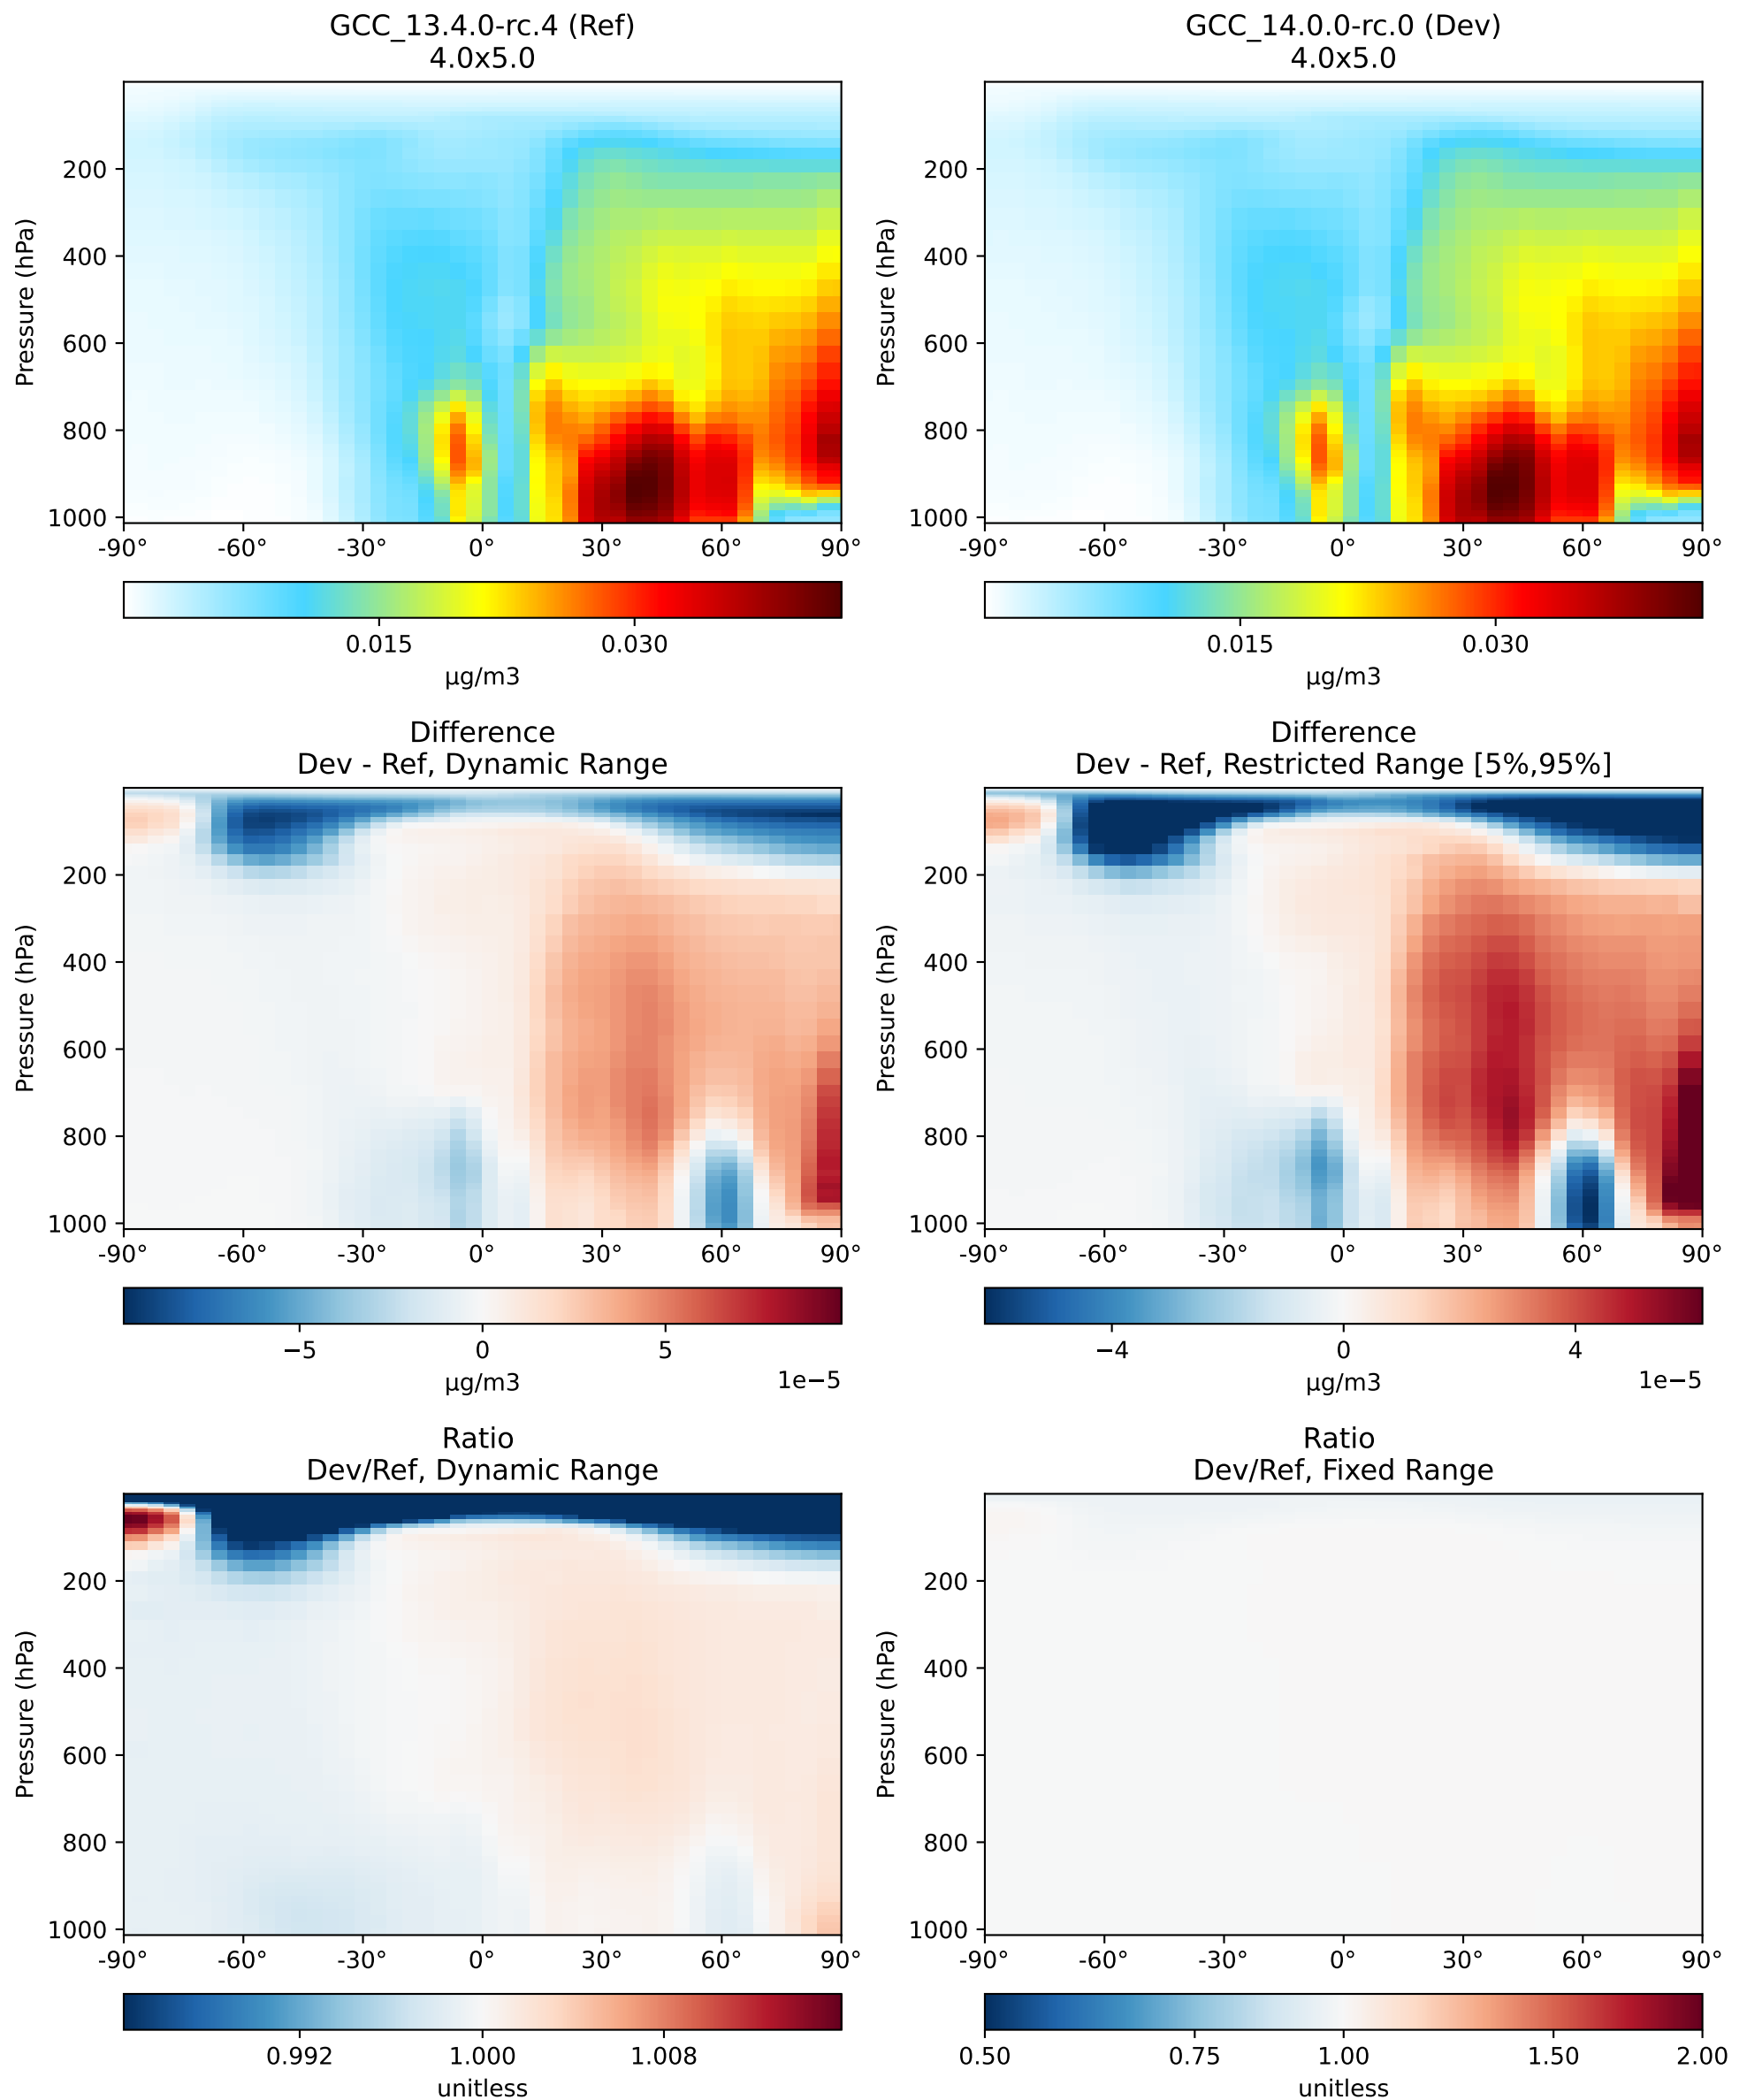 GCC_13.4.0-rc.4 (Ref)
4.0x5.0
GCC_14.0.0-rc.0 (Dev)
4.0x5.0
Pressure (hPa)
200
400
600
800
1000
-90° -60° -30° 0° 30° 60° 90°
0.015 0.030
µg/m3
Pressure (hPa)
200
400
600
800
1000
-90° -60° -30° 0° 30° 60° 90°
0.015 0.030
µg/m3
Difference
Dev - Ref, Dynamic Range
Pressure (hPa)
200
400
600
800
1000
-90° -60° -30° 0° 30° 60° 90°
−5 0 5
µg/m3 1e−5
Difference
Dev - Ref, Restricted Range [5%,95%]
Pressure (hPa)
200
400
600
800
1000
-90° -60° -30° 0° 30° 60° 90°
−4 0 4
µg/m3 1e−5
Ratio
Dev/Ref, Dynamic Range
Pressure (hPa)
200
400
600
800
1000
-90° -60° -30° 0° 30° 60° 90°
0.992 1.000 1.008
unitless
Ratio
Dev/Ref, Fixed Range
Pressure (hPa)
200
400
600
800
1000
-90° -60° -30° 0° 30° 60° 90°
0.50 0.75 1.00 1.50 2.00
unitless